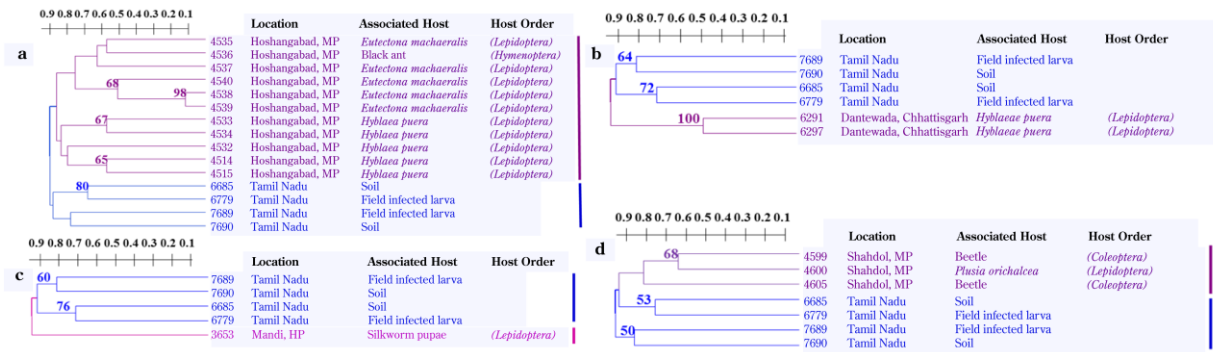 0.9 0.8 0.7 0.6 0.5 0.4 0.3 0.2 0.1
Location Associated Host Host Order
a
4535 Hoshangabad, MP Eutectona machaeralis (Lepidoptera)
4536 Hoshangabad, MP Black ant (Hymenoptera)
4537 Hoshangabad, MP Eutectona machaeralis (Lepidoptera)
68 4540 Hoshangabad, MP Eutectona machaeralis (Lepidoptera)
98 4538 Hoshangabad, MP Eutectona machaeralis (Lepidoptera)
4539 Hoshangabad, MP Eutectona machaeralis (Lepidoptera)
67 4533 Hoshangabad, MP Hyblaea puera (Lepidoptera)
4534 Hoshangabad, MP Hyblaea puera (Lepidoptera)
4532 Hoshangabad, MP Hyblaea puera (Lepidoptera)
65 4514 Hoshangabad, MP Hyblaea puera (Lepidoptera)
4515 Hoshangabad, MP Hyblaea puera (Lepidoptera)
80 6685 Tamil Nadu Soil
6779 Tamil Nadu Field infected larva
7689 Tamil Nadu Field infected larva
7690 Tamil Nadu Soil
0.9 0.8 0.7 0.6 0.5 0.4 0.3 0.2 0.1
Location Associated Host Host Order
b
64 7689 Tamil Nadu Field infected larva
7690 Tamil Nadu Soil
72 6685 Tamil Nadu Soil
6779 Tamil Nadu Field infected larva
100 6291 Dantewada, Chhattisgarh Hyblaeae puera (Lepidoptera)
6297 Dantewada, Chhattisgarh Hyblaeae puera (Lepidoptera)
0.9 0.8 0.7 0.6 0.5 0.4 0.3 0.2 0.1
Location Associated Host Host Order
c
60 7689 Tamil Nadu Field infected larva
7690 Tamil Nadu Soil
76 6685 Tamil Nadu Soil
6779 Tamil Nadu Field infected larva
3653 Mandi, HP Silkworm pupae (Lepidoptera)
0.9 0.8 0.7 0.6 0.5 0.4 0.3 0.2 0.1
Location Associated Host Host Order
d
68 4599 Shahdol, MP Beetle (Coleoptera)
4600 Shahdol, MP Plusia orichalcea (Lepidoptera)
4605 Shahdol, MP Beetle (Coleoptera)
53 6685 Tamil Nadu Soil
6779 Tamil Nadu Field infected larva
50 7689 Tamil Nadu Field infected larva
7690 Tamil Nadu Soil